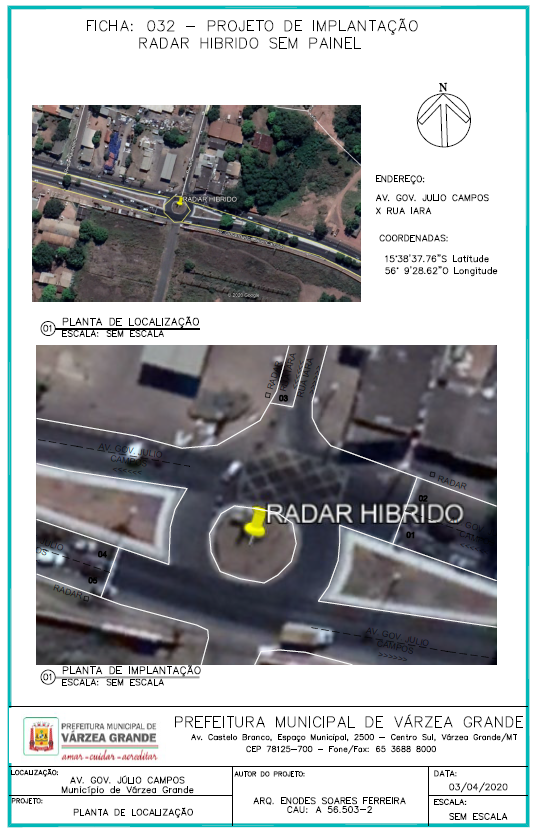 FICHA: 032 - PROJETO DE IMPLANTAÇÃO
RADAR HIBRIDO SEM PAINEL
N
RADAR HIBRIDO
© 2020 Google
ENDEREÇO:
AV. GOV. JULIO CAMPOS
X RUA IARA
COORDENADAS:
15°38'37.76"S Latítude
56° 9'28.62"O Longitude
01 PLANTA DE LOCALIZAÇÃO
ESCALA: SEM ESCALA
RADAR
RUA IARA
03
AV. GOV. JULIO
CAMPOS
<<<<<
RADAR
02
RADAR HIBRIDO
01
04
05
RADAR
AV. GOV. JULIO
CAMPOS
>>>>>>
01 PLANTA DE IMPLANTAÇÃO
ESCALA: SEM ESCALA
PREFEITURA MUNICIPAL DE
VÁRZEA GRANDE
amar - cuidar - acreditar
PREFEITURA MUNICIPAL DE VÁRZEA GRANDE
Av. Castelo Branco, Espaço Municipal, 2500 - Centro Sul, Várzea Grande/MT
CEP 78125-700 - Fone/Fax: 65 3688 8000
LOCALIZAÇÃO:
AV. GOV. JÚLIO CAMPOS
Município de Várzea Grande
PROJETO:
PLANTA DE LOCALIZAÇÃO
AUTOR DO PROJETO:
ARQ. ENODES SOARES FERREIRA
CAU: A 56.503-2
DATA:
03/04/2020
ESCALA:
SEM ESCALA